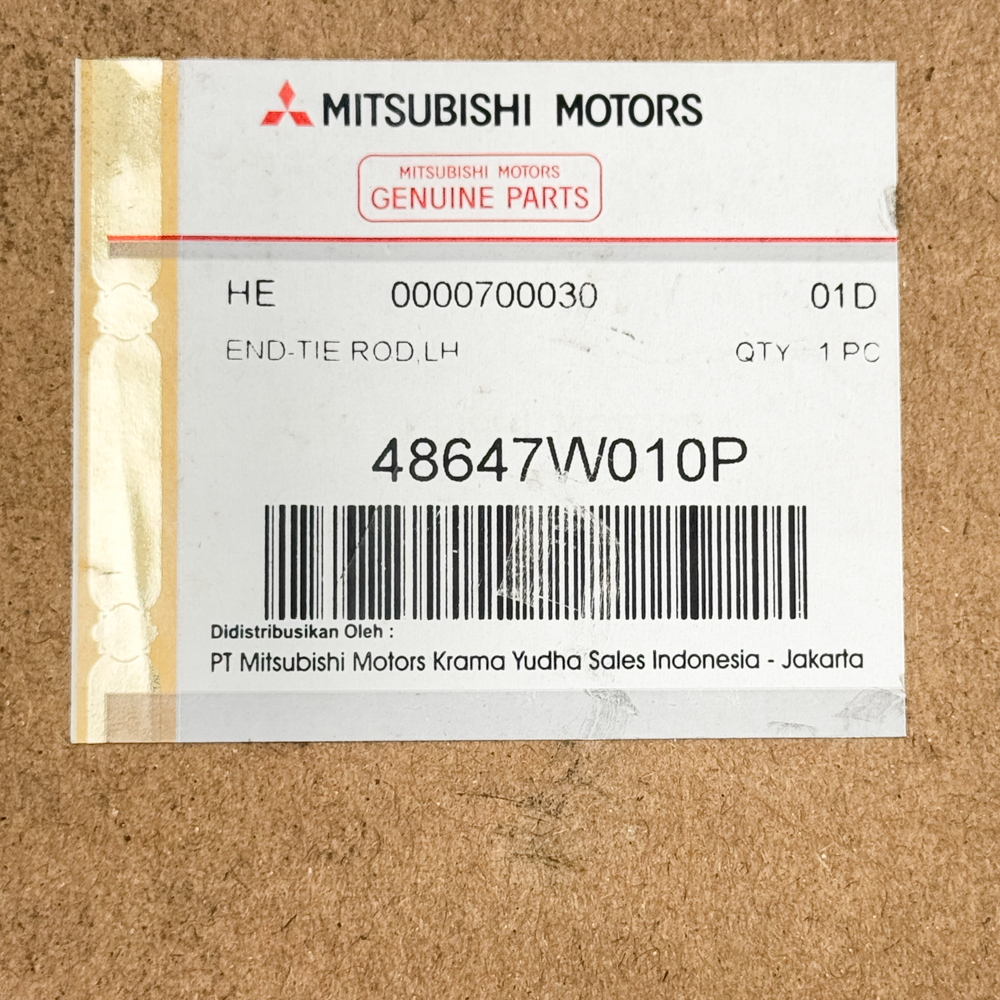 MITSUBISHI MOTORS
MITSUBISHI MOTORS
GENUINE PARTS
HE 0000700030 01D
END-TIE ROD,LH QTY 1 PC
48647W010P
Didistribusikan Oleh :
PT Mitsubishi Motors Krama Yudha Sales Indonesia - Jakarta